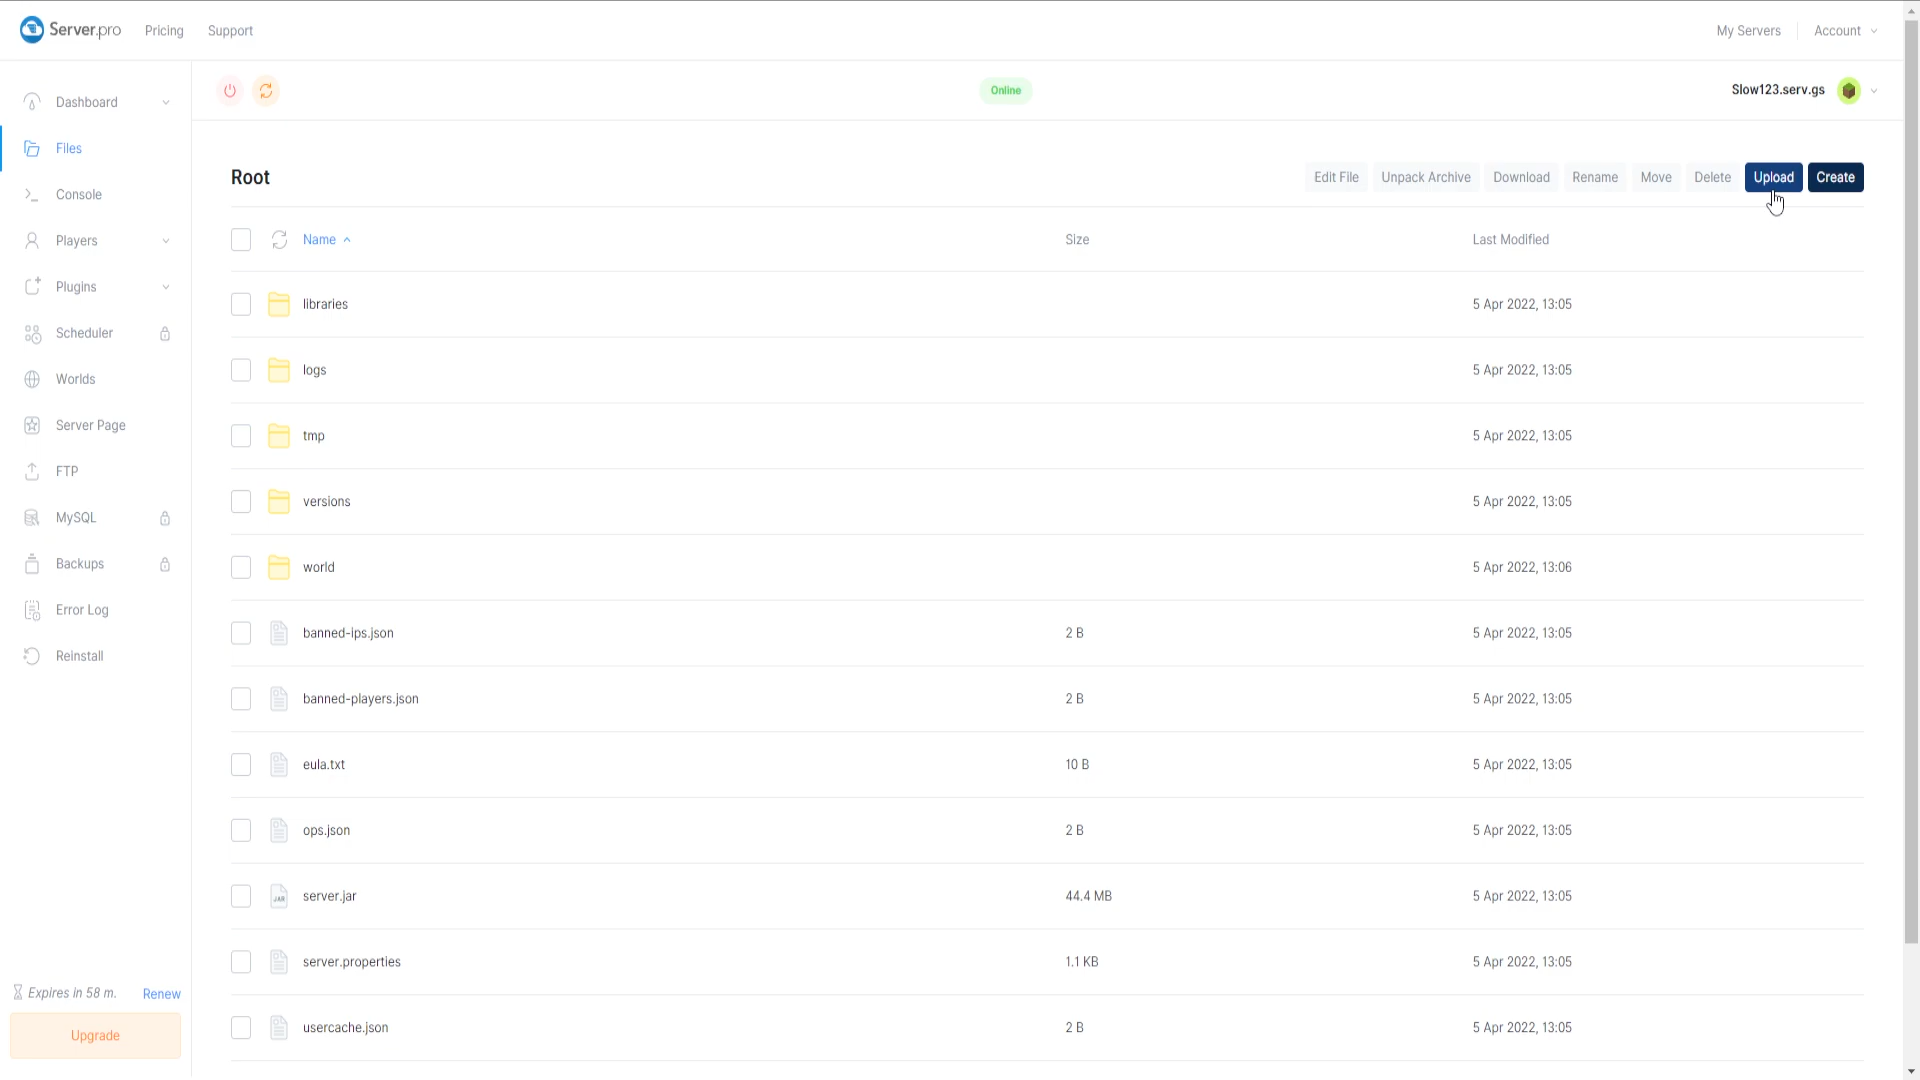 Server.pro Pricing Support My Servers Account
Dashboard
Files
Console
Players
Plugins
Scheduler
Worlds
Server Page
FTP
MySQL
Backups
Error Log
Reinstall
Expires in 58 m. Renew
Upgrade
Online Slow123.serv.gs
Root Edit File Unpack Archive Download Rename Move Delete Upload Create
Name Size Last Modified
libraries 5 Apr 2022, 13:05
logs 5 Apr 2022, 13:05
tmp 5 Apr 2022, 13:05
versions 5 Apr 2022, 13:05
world 5 Apr 2022, 13:06
banned-ips.json 2 B 5 Apr 2022, 13:05
banned-players.json 2 B 5 Apr 2022, 13:05
eula.txt 10 B 5 Apr 2022, 13:05
ops.json 2 B 5 Apr 2022, 13:05
JAR server.jar 44.4 MB 5 Apr 2022, 13:05
server.properties 1.1 KB 5 Apr 2022, 13:05
usercache.json 2 B 5 Apr 2022, 13:05